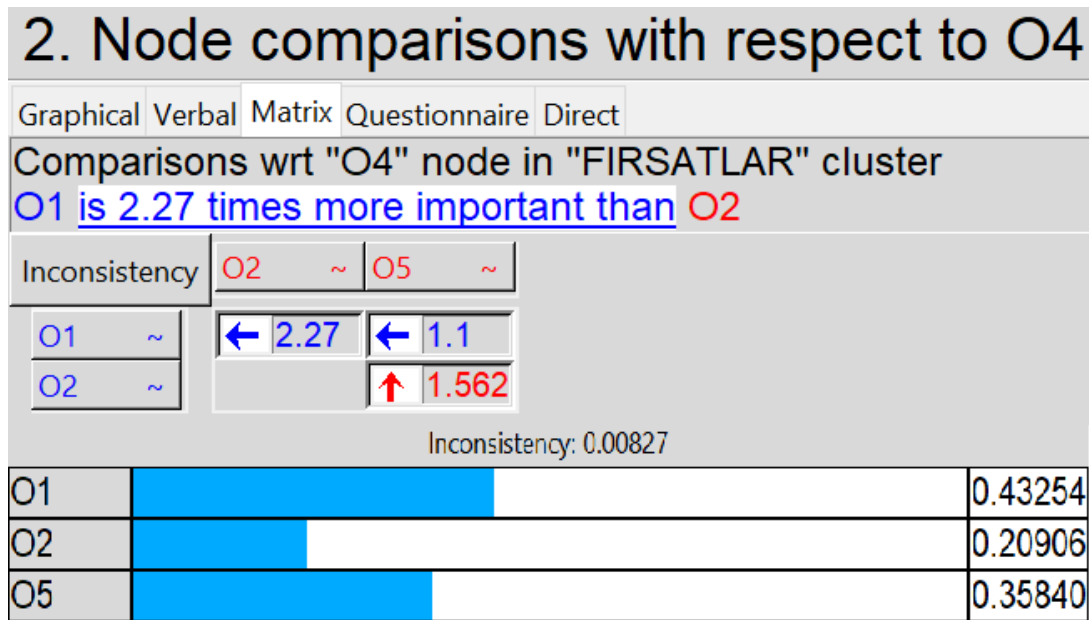 2. Node comparisons with respect to O4
Graphical Verbal Matrix Questionnaire Direct
Comparisons wrt "O4" node in "FIRSATLAR" cluster
O1 is 2.27 times more important than O2
Inconsistency O2 ~ O5 ~
O1 ~ ← 2.27 ← 1.1
O2 ~ ↑ 1.562
Inconsistency: 0.00827
O1 0.43254
O2 0.20906
O5 0.35840